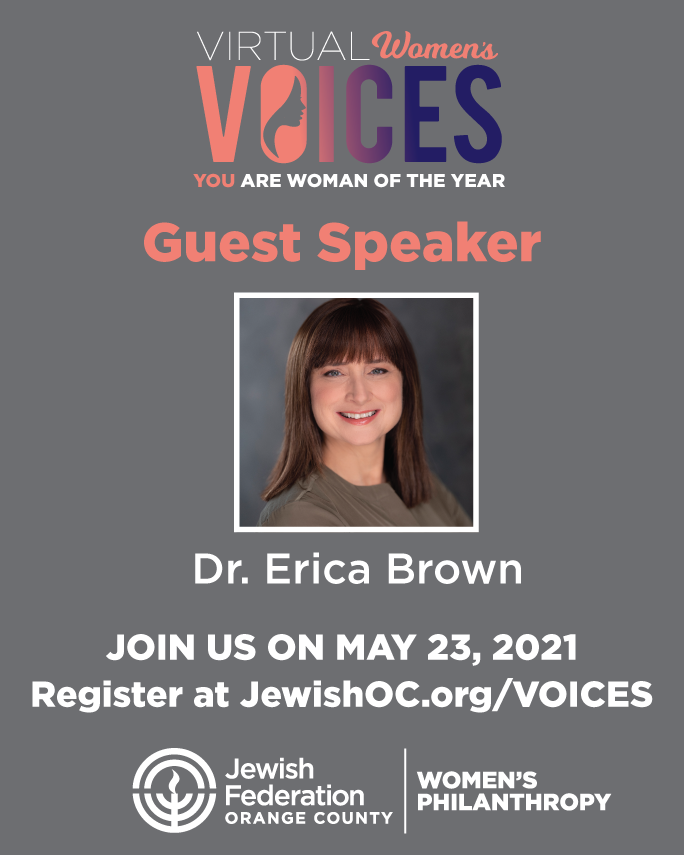 VIRTUAL Women's
VOICES
YOU ARE WOMAN OF THE YEAR
Guest Speaker
Dr. Erica Brown
JOIN US ON MAY 23, 2021
Register at JewishOC.org/VOICES
Jewish
Federation
ORANGE COUNTY
WOMEN'S
PHILANTHROPY